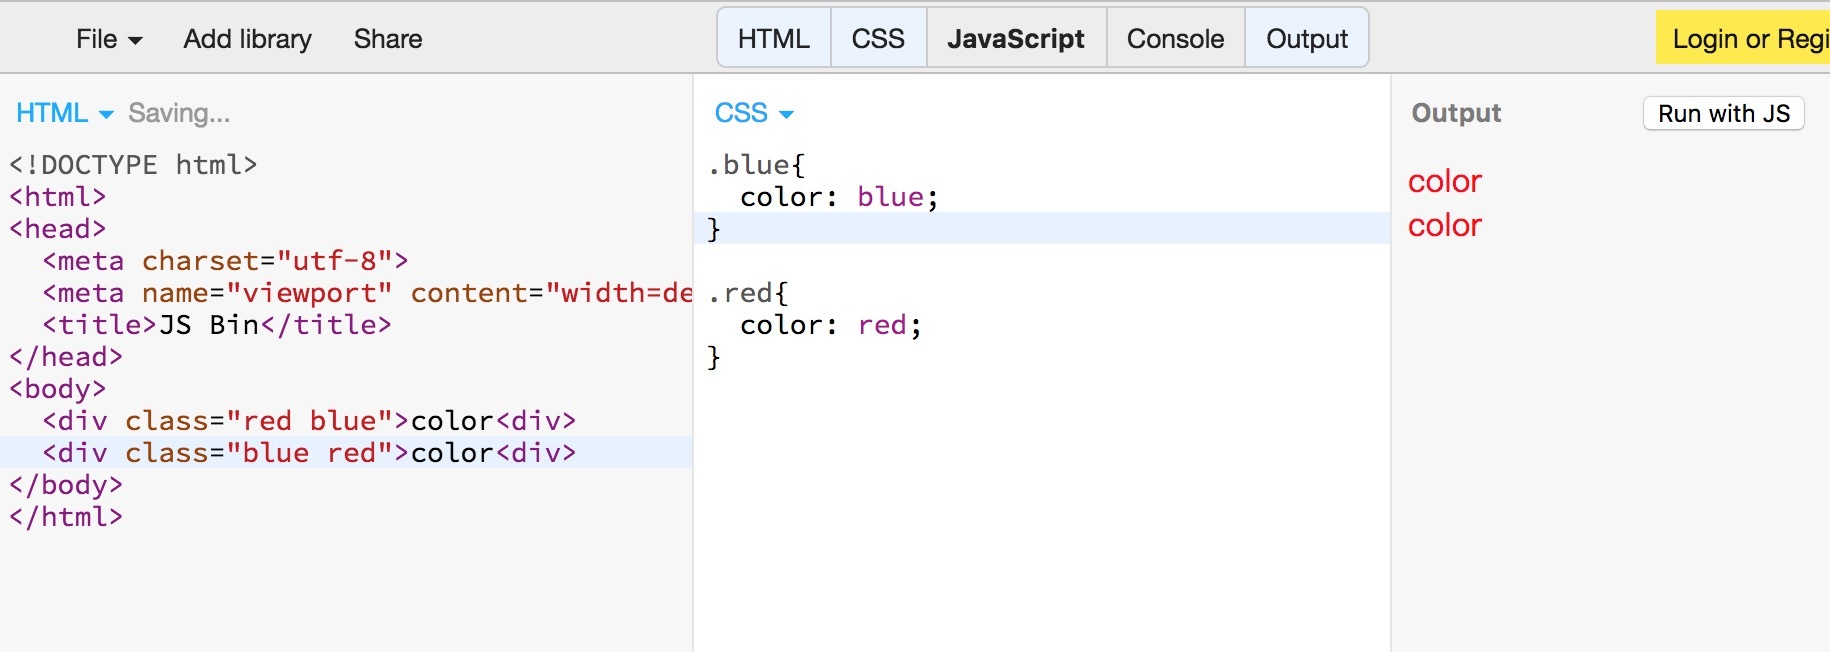 File Add library Share HTML CSS JavaScript Console Output Login or Regi
HTML Saving...
<!DOCTYPE html>
<html>
<head>
<meta charset="utf-8">
<meta name="viewport" content="width=de
<title>JS Bin</title>
</head>
<body>
<div class="red blue">color<div>
<div class="blue red">color<div>
</body>
</html>
CSS
.blue{
color: blue;
}
.red{
color: red;
}
Output Run with JS
color
color